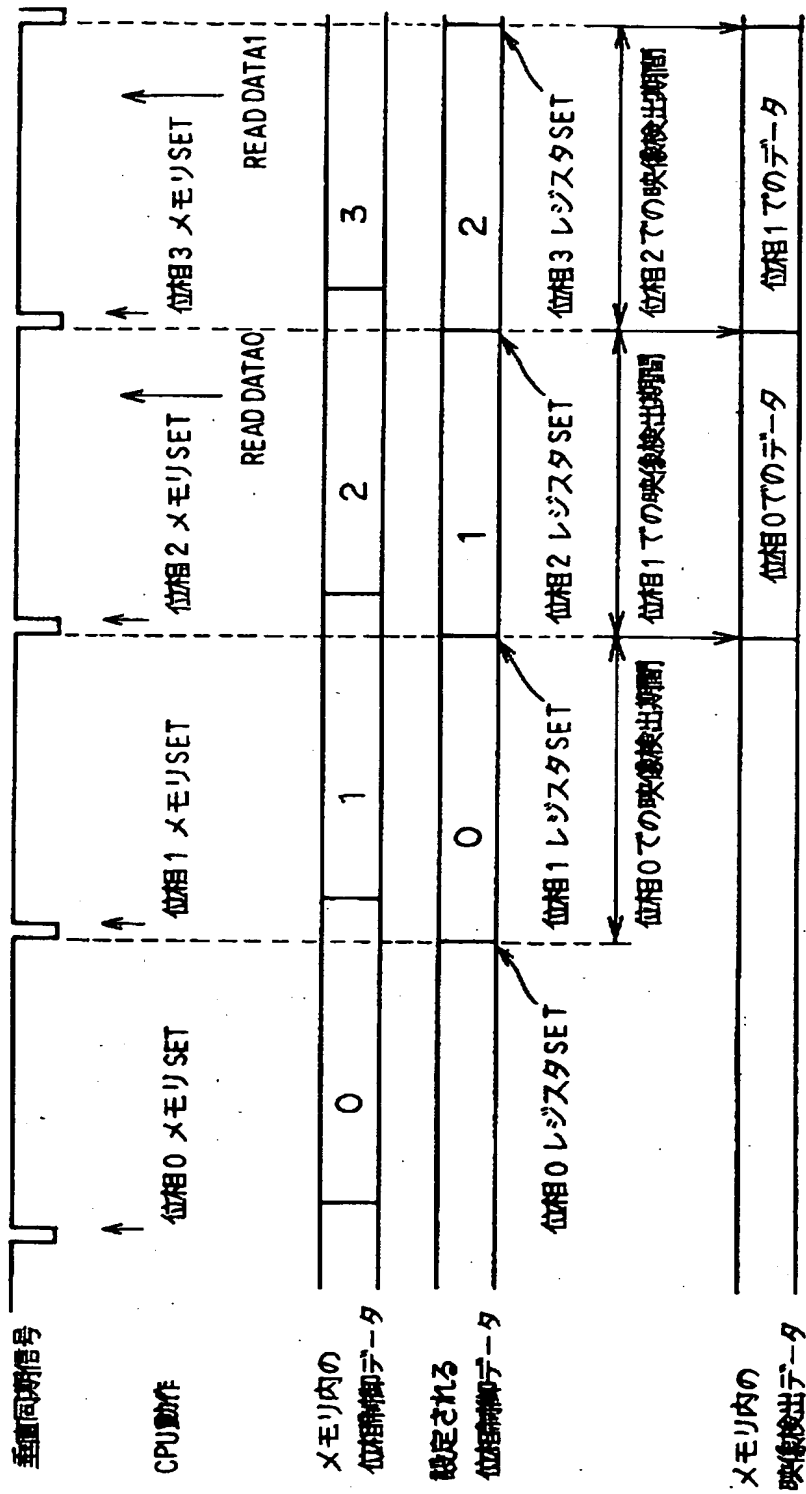 垂直同期信号
CPU動作
位相0 メモリSET
位相1 メモリSET
位相2 メモリSET
READ DATA0
位相3 メモリSET
READ DATA1
メモリ内の
位相制御データ
0
1
2
3
設定される
位相制御データ
0
1
2
位相0 レジスタSET
位相1 レジスタSET
位相2 レジスタSET
位相3 レジスタSET
位相0での映像検出期間
位相1での映像検出期間
位相2での映像検出期間
メモリ内の
映像検出データ
位相0でのデータ
位相1でのデータ